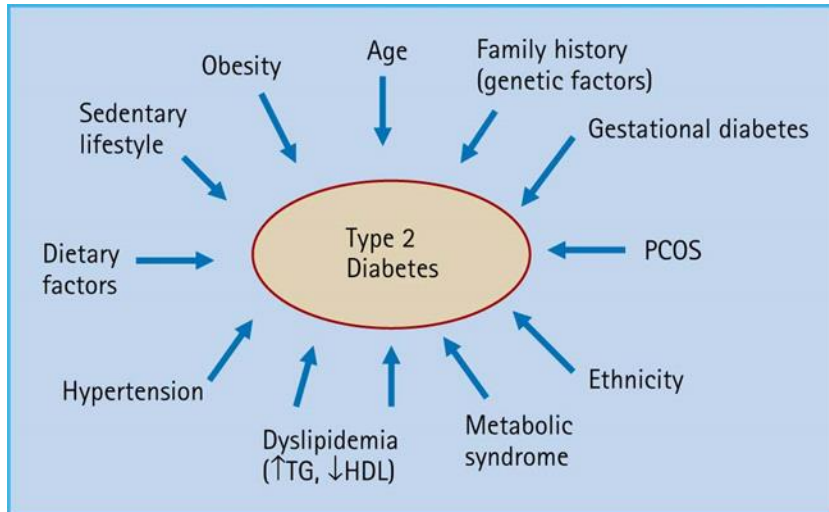 Age
Family history
(genetic factors)
Obesity
Gestational diabetes
Sedentary
lifestyle
Type 2
Diabetes
PCOS
Dietary
factors
Ethnicity
Hypertension
Metabolic
syndrome
Dyslipidemia
(↑TG, ↓HDL)